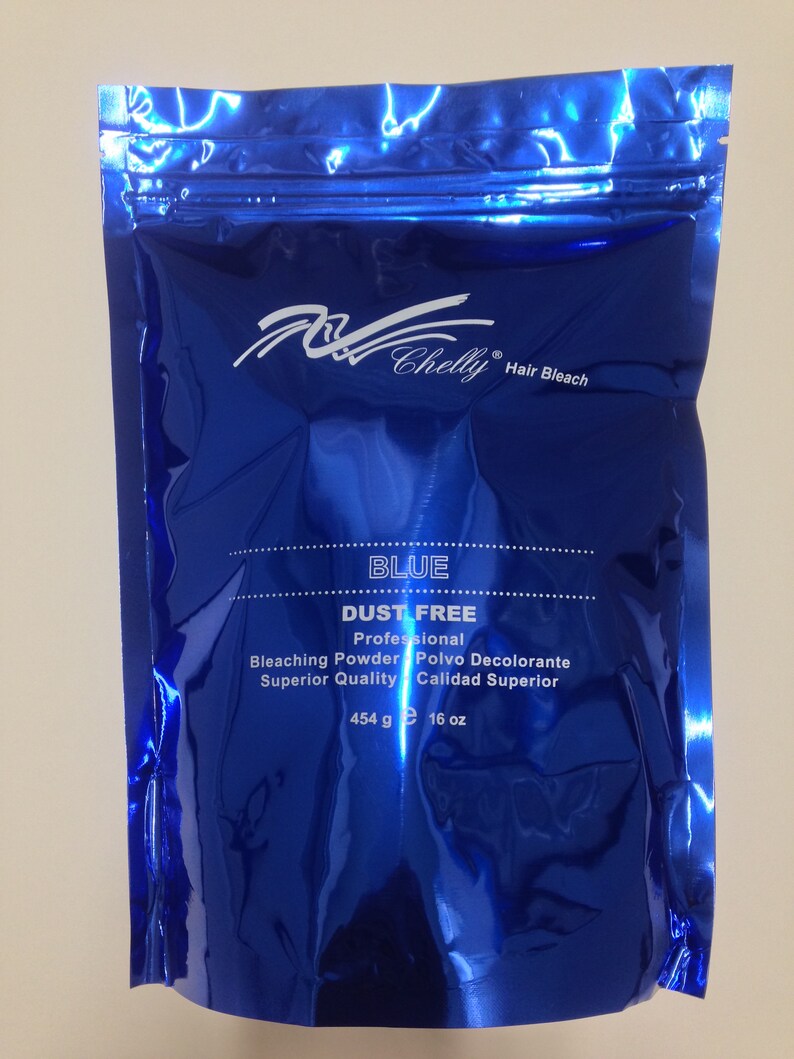 Chelly® Hair Bleach
BLUE
DUST FREE
Professional
Bleaching Powder • Polvo Decolorante
Superior Quality • Calidad Superior
454 g e 16 oz